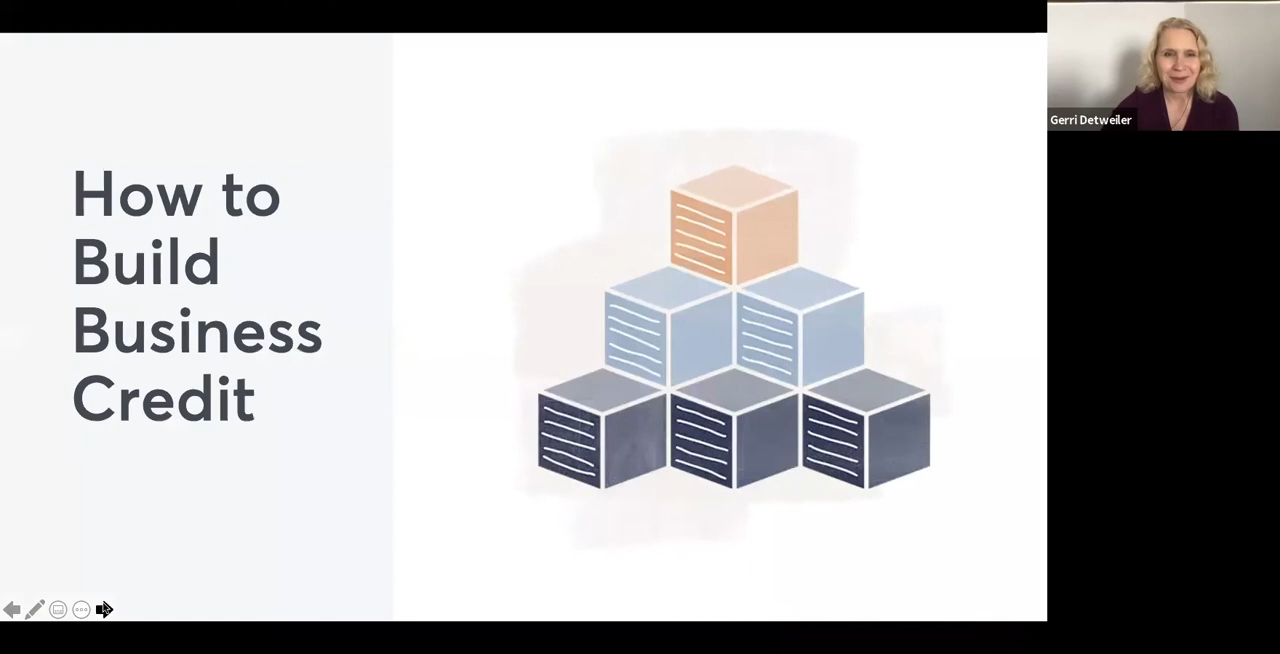 How to
Build
Business
Credit
Gerri Detweiler